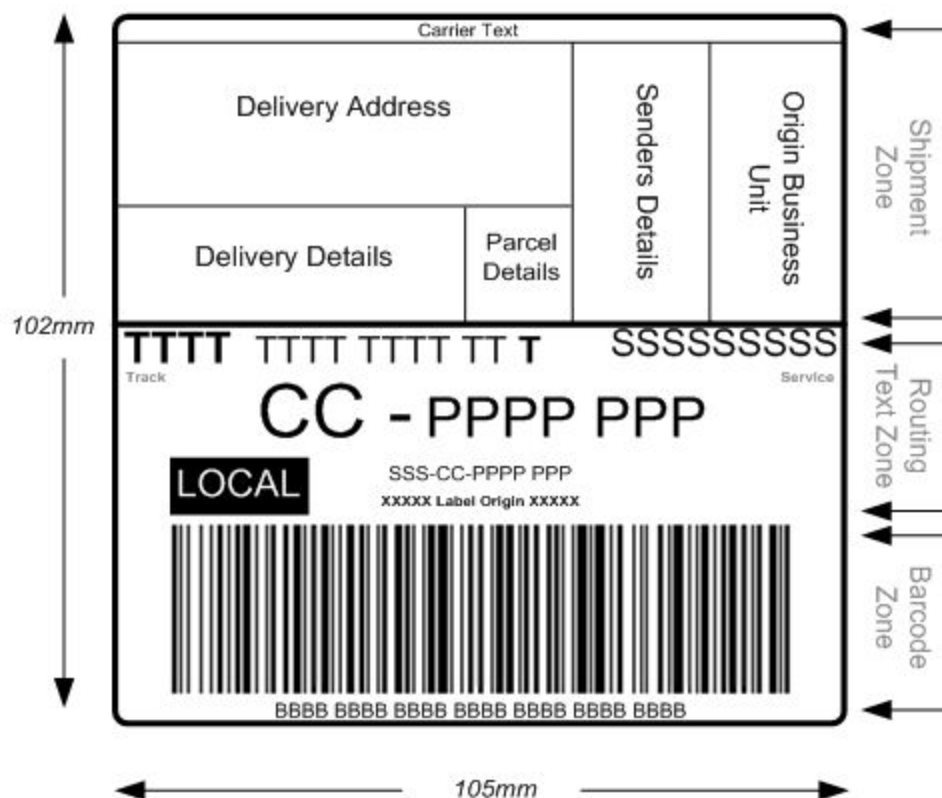 Carrier Text
Delivery Address
Delivery Details
Parcel
Details
Senders Details
Origin Business
Unit
Shipment
Zone
102mm
TTTT TTTT TTTT TT T SSSSSSSSS
Track Service
CC - PPPP PPP
Routing
Text Zone
LOCAL
SSS-CC-PPPP PPP
XXXXX Label Origin XXXXX
Barcode
Zone
BBBB BBBB BBBB BBBB BBBB BBBB BBBB
105mm